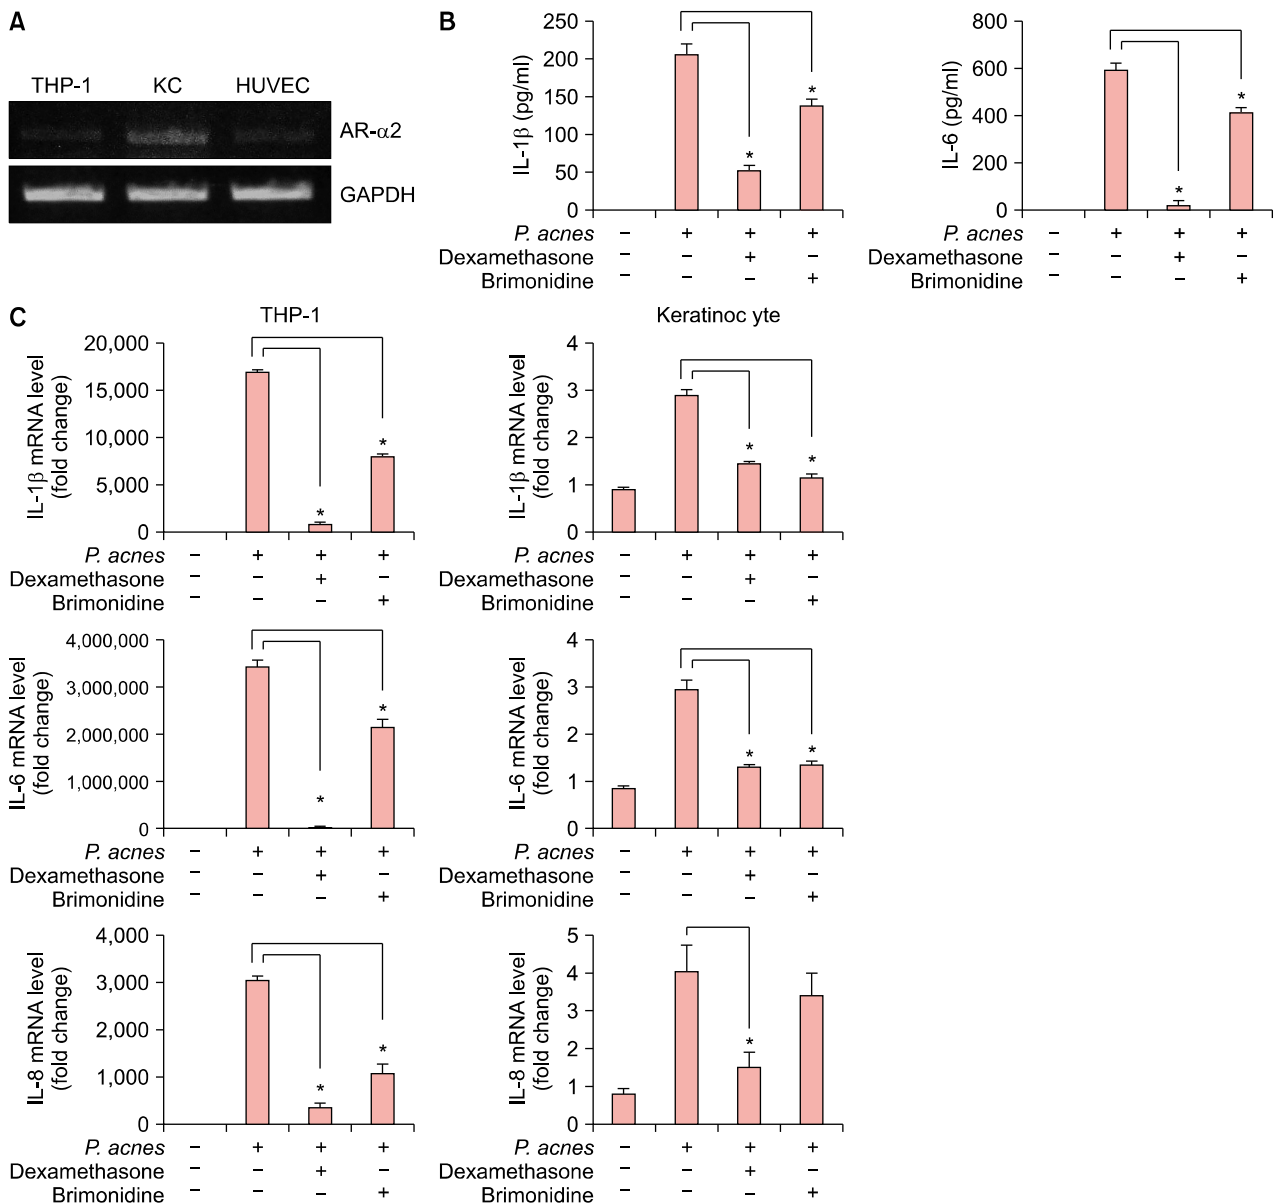 A
THP-1 KC HUVEC
AR-α2
GAPDH
B
IL-1β (pg/ml)
250
200
150
100
50
0
*
*
P. acnes − + + +
Dexamethasone − − + −
Brimonidine − − − +
IL-6 (pg/ml)
800
600
400
200
0
*
*
P. acnes − + + +
Dexamethasone − − + −
Brimonidine − − − +
C
THP-1
IL-1β mRNA level
(fold change)
20,000
15,000
10,000
5,000
0
*
*
P. acnes − + + +
Dexamethasone − − + −
Brimonidine − − − +
Keratinoc yte
IL-1β mRNA level
(fold change)
4
3
2
1
0
*
*
P. acnes − + + +
Dexamethasone − − + −
Brimonidine − − − +
IL-6 mRNA level
(fold change)
4,000,000
3,000,000
2,000,000
1,000,000
0
*
*
P. acnes − + + +
Dexamethasone − − + −
Brimonidine − − − +
IL-6 mRNA level
(fold change)
4
3
2
1
0
*
*
P. acnes − + + +
Dexamethasone − − + −
Brimonidine − − − +
IL-8 mRNA level
(fold change)
4,000
3,000
2,000
1,000
0
*
*
P. acnes − + + +
Dexamethasone − − + −
Brimonidine − − − +
IL-8 mRNA level
(fold change)
5
4
3
2
1
0
*
P. acnes − + + +
Dexamethasone − − + −
Brimonidine − − − +